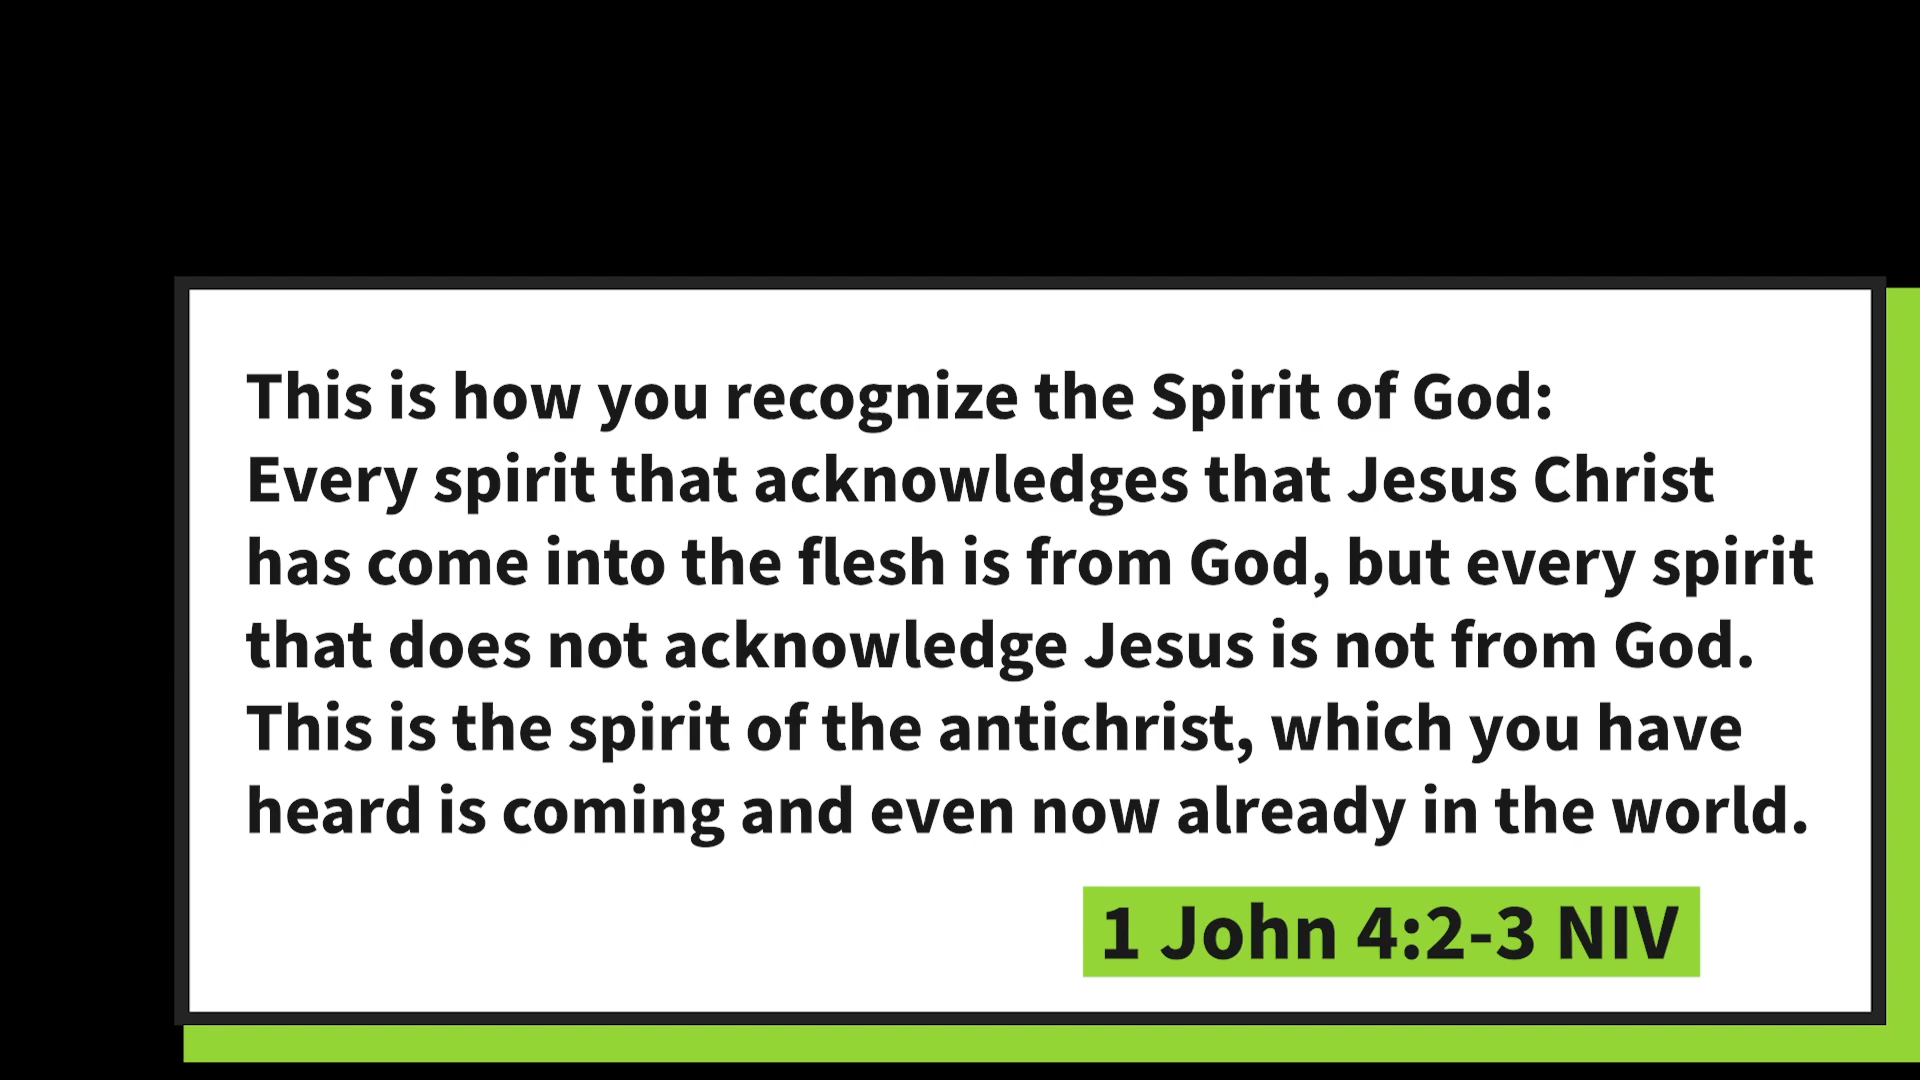 This is how you recognize the Spirit of God:
Every spirit that acknowledges that Jesus Christ
has come into the flesh is from God, but every spirit
that does not acknowledge Jesus is not from God.
This is the spirit of the antichrist, which you have
heard is coming and even now already in the world.
1 John 4:2-3 NIV